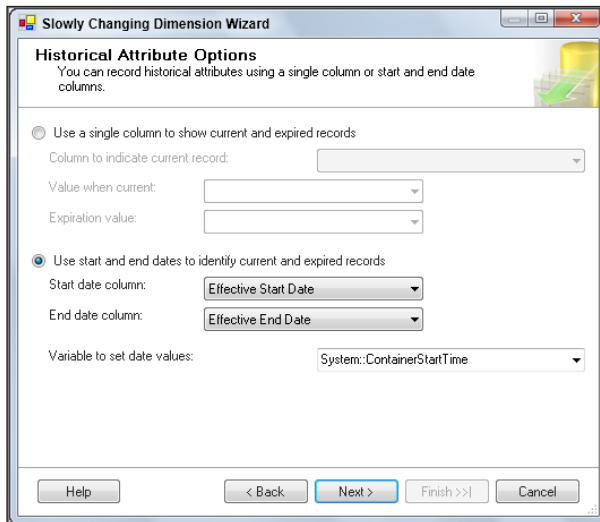 Slowly Changing Dimension Wizard
Historical Attribute Options
You can record historical attributes using a single column or start and end date
columns.
Use a single column to show current and expired records
Column to indicate current record:
Value when current:
Expiration value:
Use start and end dates to identify current and expired records
Start date column: Effective Start Date
End date column: Effective End Date
Variable to set date values: System::ContainerStartTime
Help < Back Next > Finish >>| Cancel